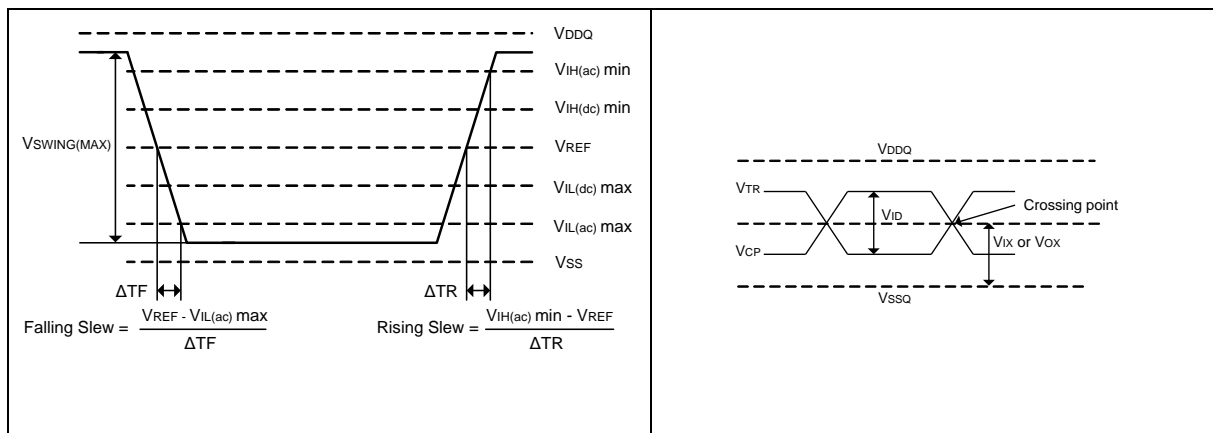 VDDQ
VIH(ac) min
VIH(dc) min
VSWING(MAX)
VREF
VIL(dc) max
VIL(ac) max
VSS
ΔTF
ΔTR
Falling Slew = VREF - VIL(ac) max
ΔTF
Rising Slew = VIH(ac) min - VREF
ΔTR
VDDQ
VTR
VID
Crossing point
VCP
VIX or VOX
VSSQ